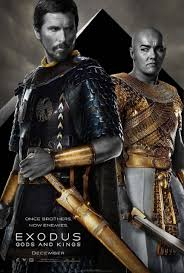 ONCE BROTHERS,
NOW ENEMIES.
EXODUS
GODS AND KINGS
DECEMBER